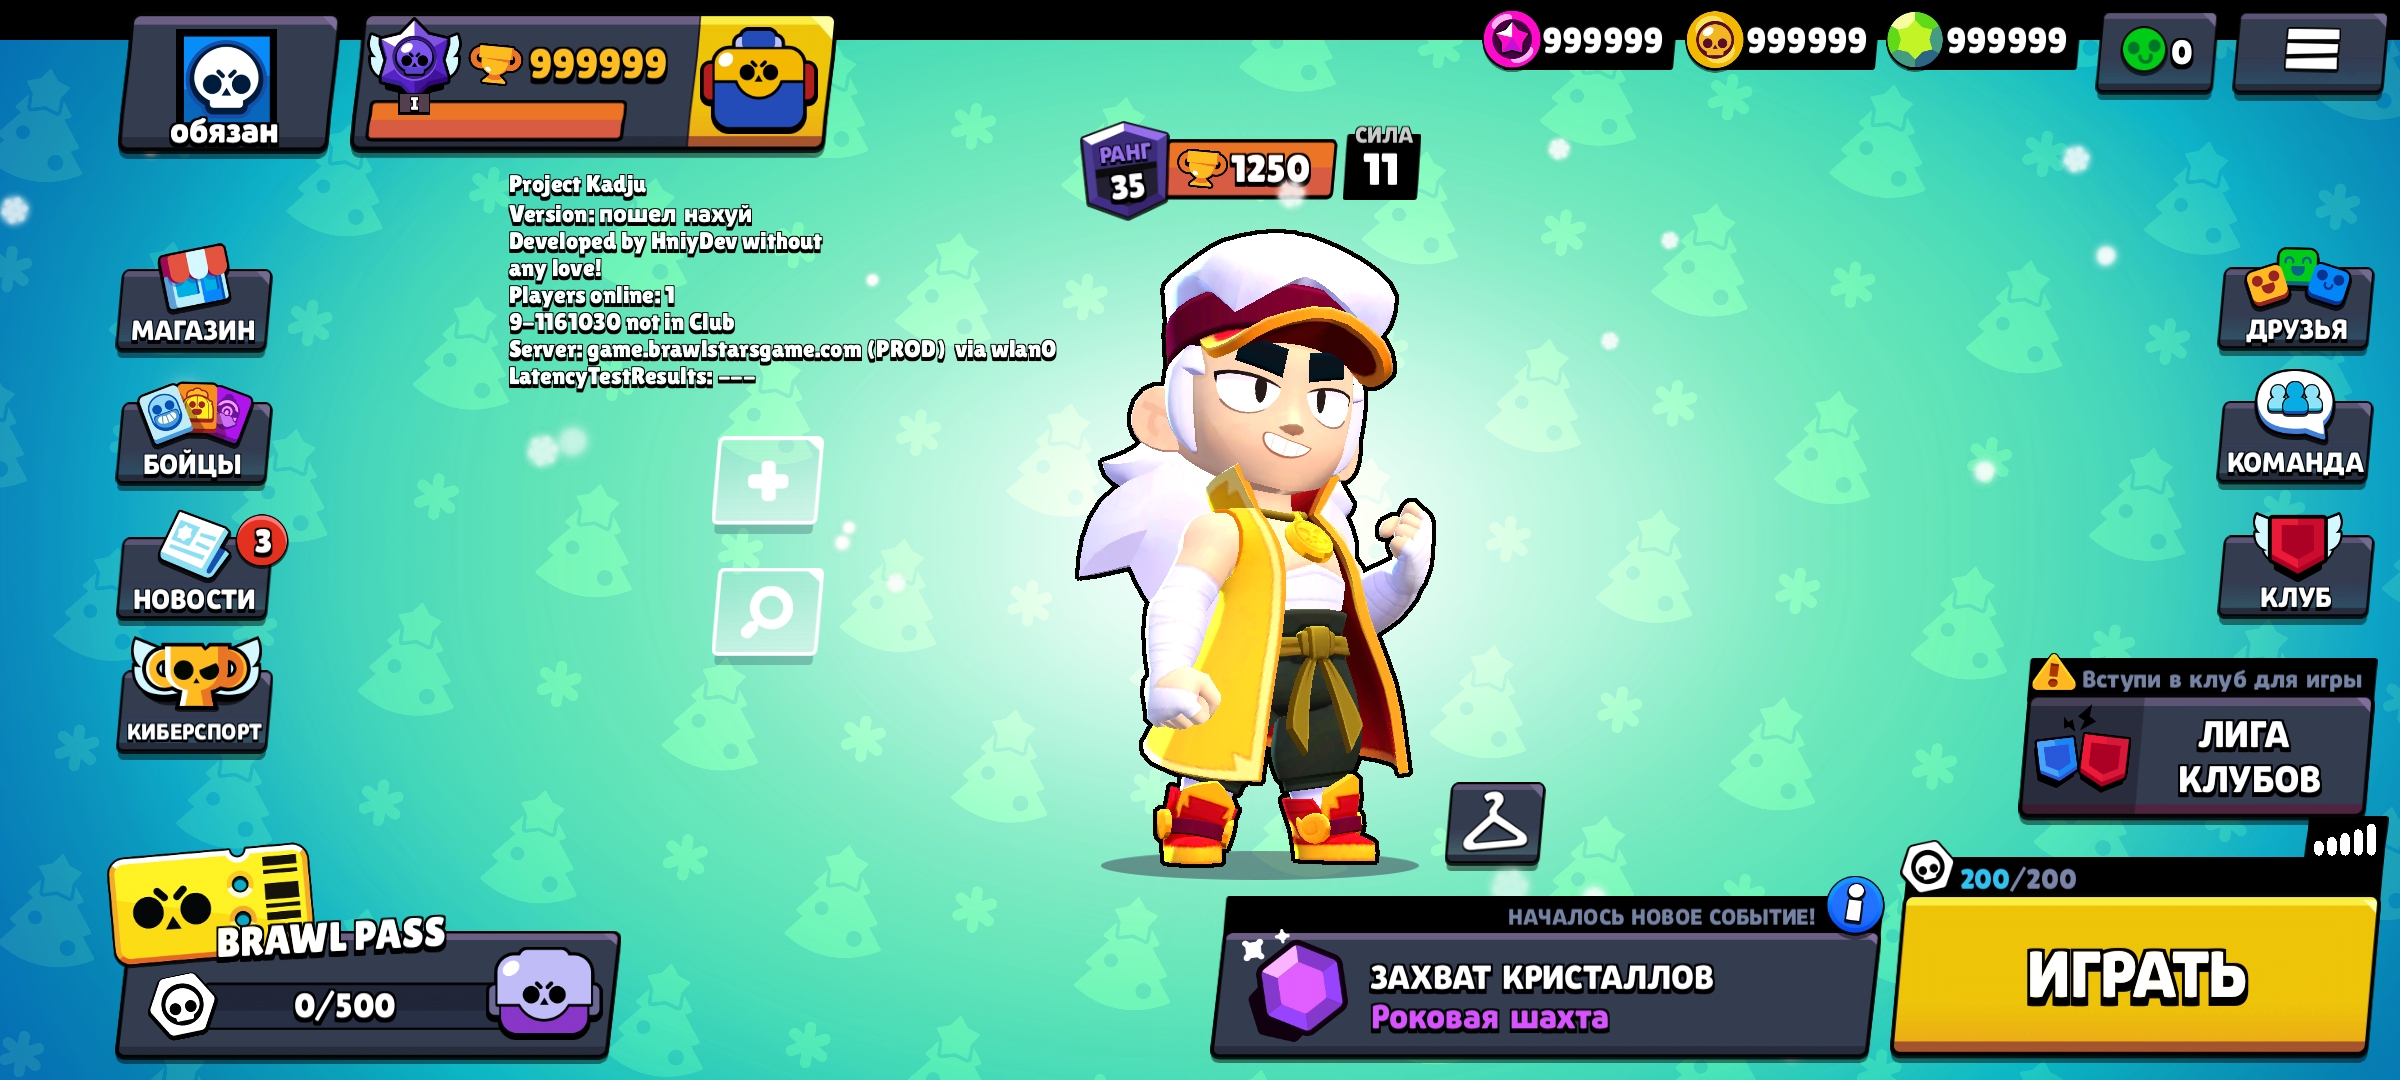 обязан
I
999999
999999
999999
999999
0
РАНГ
35
1250
СИЛА
11
Project Kadju
Version: пошел нахуй
Developed by HniyDev without
any love!
Players online: 1
9-1161030 not in Club
Server: game.brawlstarsgame.com (PROD) via wlan0
LatencyTestResults: ---
МАГАЗИН
БОЙЦЫ
3
НОВОСТИ
КИБЕРСПОРТ
ДРУЗЬЯ
КОМАНДА
КЛУБ
Вступи в клуб для игры
ЛИГА
КЛУБОВ
BRAWL PASS
0/500
НАЧАЛОСЬ НОВОЕ СОБЫТИЕ!
ЗАХВАТ КРИСТАЛЛОВ
Роковая шахта
200/200
ИГРАТЬ